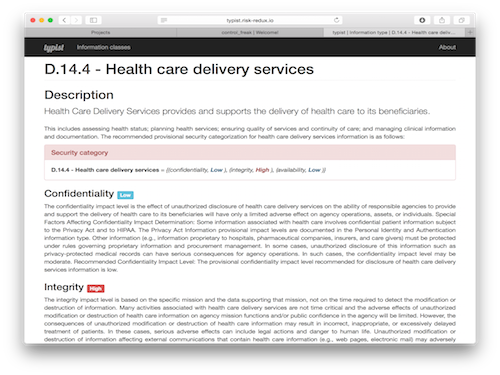 typist.risk-redux.io
Projects
control_freak | Welcome!
typist | Information type | D.14.4 - Health care deliv...
typist
Information classes
About
D.14.4 - Health care delivery services
Description
Health Care Delivery Services provides and supports the delivery of health care to its beneficiaries.
This includes assessing health status; planning health services; ensuring quality of services and continuity of care; and managing clinical information
and documentation. The recommended provisional security categorization for health care delivery services information is as follows:
Security category
D.14.4 - Health care delivery services = {(confidentiality, Low ), (integrity, High ), (availability, Low )}
Confidentiality Low
The confidentiality impact level is the effect of unauthorized disclosure of health care delivery services on the ability of responsible agencies to provide
and support the delivery of health care to its beneficiaries will have only a limited adverse effect on agency operations, assets, or individuals. Special
Factors Affecting Confidentiality Impact Determination: Some information associated with health care involves confidential patient information subject
to the Privacy Act and to HIPAA. The Privacy Act Information provisional impact levels are documented in the Personal Identity and Authentication
information type. Other information (e.g., information proprietary to hospitals, pharmaceutical companies, insurers, and care givers) must be protected
under rules governing proprietary information and procurement management. In some cases, unauthorized disclosure of this information such as
privacy-protected medical records can have serious consequences for agency operations. In such cases, the confidentiality impact level may be
moderate. Recommended Confidentiality Impact Level: The provisional confidentiality impact level recommended for disclosure of health care delivery
services information is low.
Integrity High
The integrity impact level is based on the specific mission and the data supporting that mission, not on the time required to detect the modification or
destruction of information. Many activities associated with health care delivery services are not time critical and the adverse effects of unauthorized
modification or destruction of health care information on agency mission functions and/or public confidence in the agency will be limited. However, the
consequences of unauthorized modification or destruction of health care information may result in incorrect, inappropriate, or excessively delayed
treatment of patients. In these cases, serious adverse effects can include legal actions and danger to human life. Unauthorized modification or
destruction of information affecting external communications that contain health care information (e.g., web pages, electronic mail) may adversely